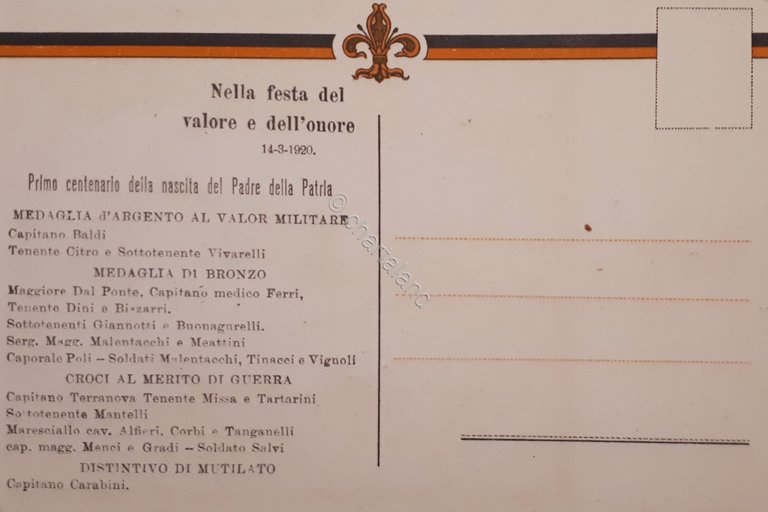 Nella festa del
valore e dell'onore
14-3-1920.
Primo centenario della nascita del Padre della Patria
MEDAGLIA d'ARGENTO AL VALOR MILITARE
Capitano Baldi
Tenente Citro e Sottotenente Vivarelli
MEDAGLIA DI BRONZO
Maggiore Dal Ponte, Capitano medico Ferri,
Tenente Dini e Bizzarri.
Sottotenenti Giannotti e Buonagurelli.
Serg. Magg. Malentacchi e Meattini
Caporale Poli - Soldati Malentacchi, Tinacci e Vignoli
CROCI AL MERITO DI GUERRA
Capitano Terranova Tenente Missa e Tartarini
Sottotenente Mantelli
Maresciallo cav. Alfieri, Corbi e Tanganelli
cap. magg. Menci e Gradi - Soldato Salvi
DISTINTIVO DI MUTILATO
Capitano Carabini.
© chartaland